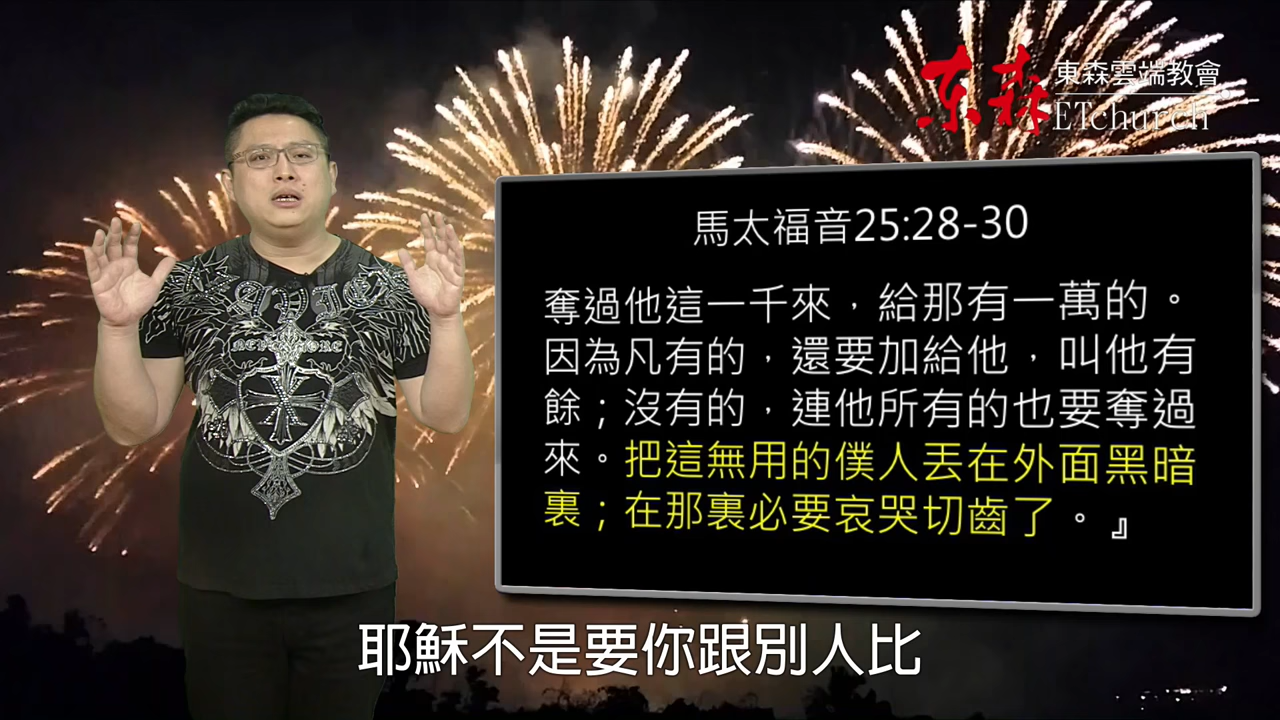 东森
東森雲端教會
ETchurch
馬太福音25:28-30
奪過他這一千來，給那有一萬的。
因為凡有的，還要加給他，叫他有
餘；沒有的，連他所有的也要奪過
來。把這無用的僕人丟在外面黑暗
裏；在那裏必要哀哭切齒了。』
NEVERMORE
耶穌不是要你跟別人比